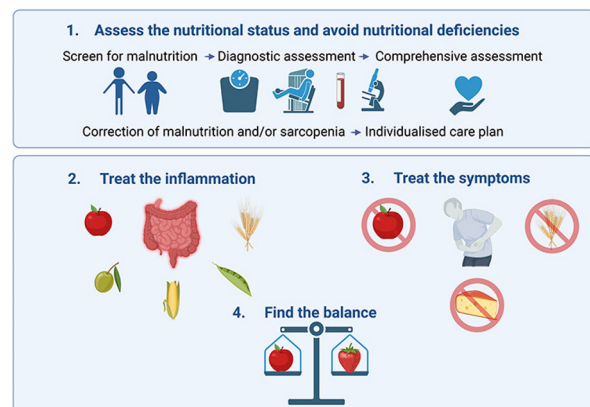 1. Assess the nutritional status and avoid nutritional deficiencies
Screen for malnutrition → Diagnostic assessment → Comprehensive assessment
Correction of malnutrition and/or sarcopenia → Individualised care plan
2. Treat the inflammation
3. Treat the symptoms
4. Find the balance